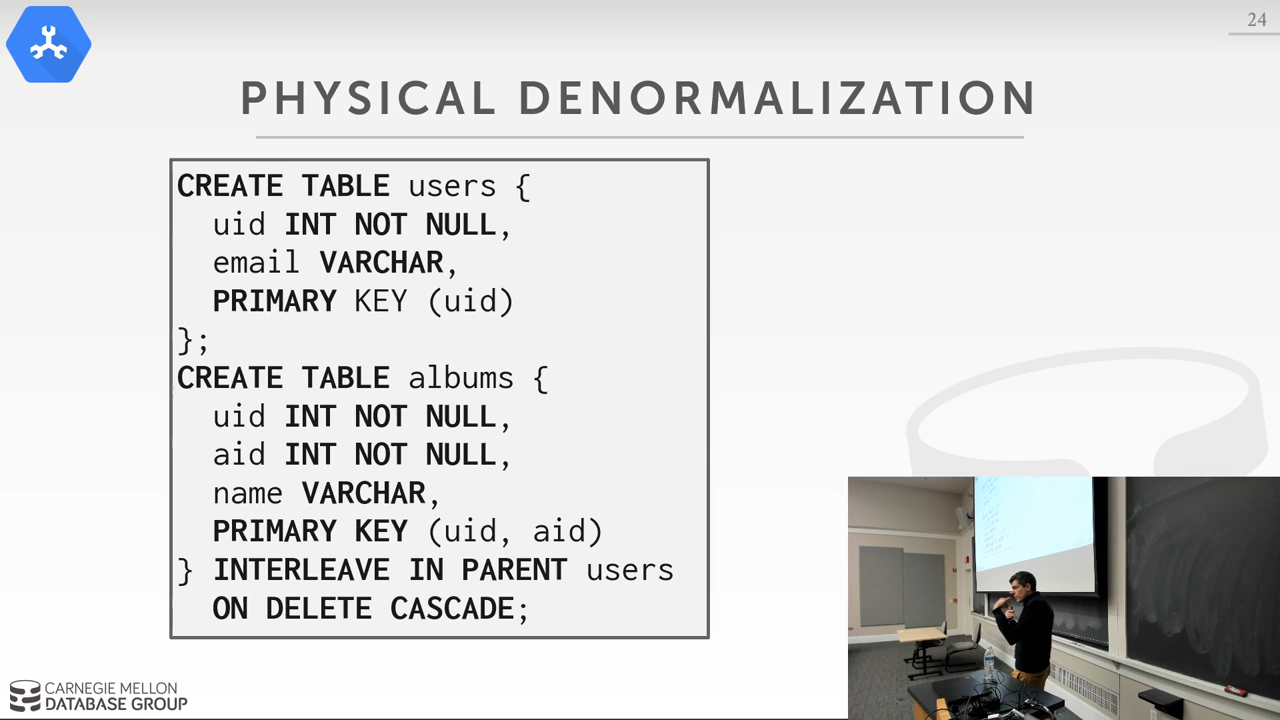 24
PHYSICAL DENORMALIZATION
CREATE TABLE users {
uid INT NOT NULL,
email VARCHAR,
PRIMARY KEY (uid)
};
CREATE TABLE albums {
uid INT NOT NULL,
aid INT NOT NULL,
name VARCHAR,
PRIMARY KEY (uid, aid)
} INTERLEAVE IN PARENT users
ON DELETE CASCADE;
CARNEGIE MELLON
DATABASE GROUP